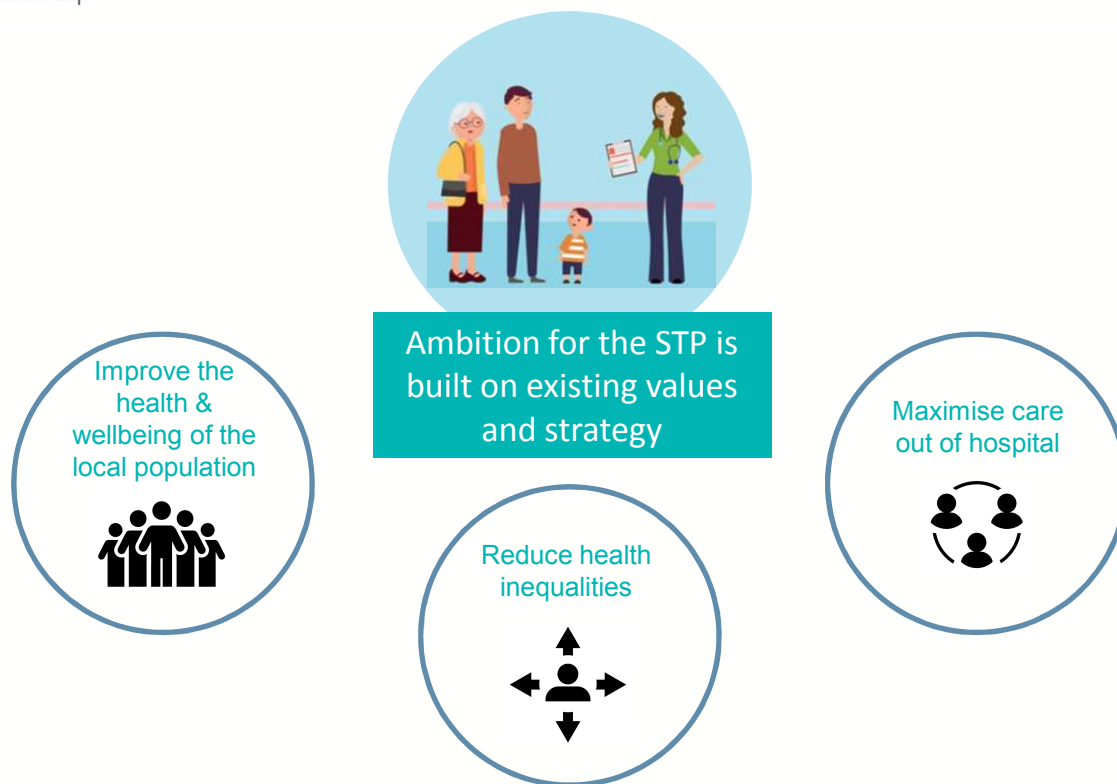 Ambition for the STP is
built on existing values
and strategy
Improve the
health &
wellbeing of the
local population
Reduce health
inequalities
Maximise care
out of hospital